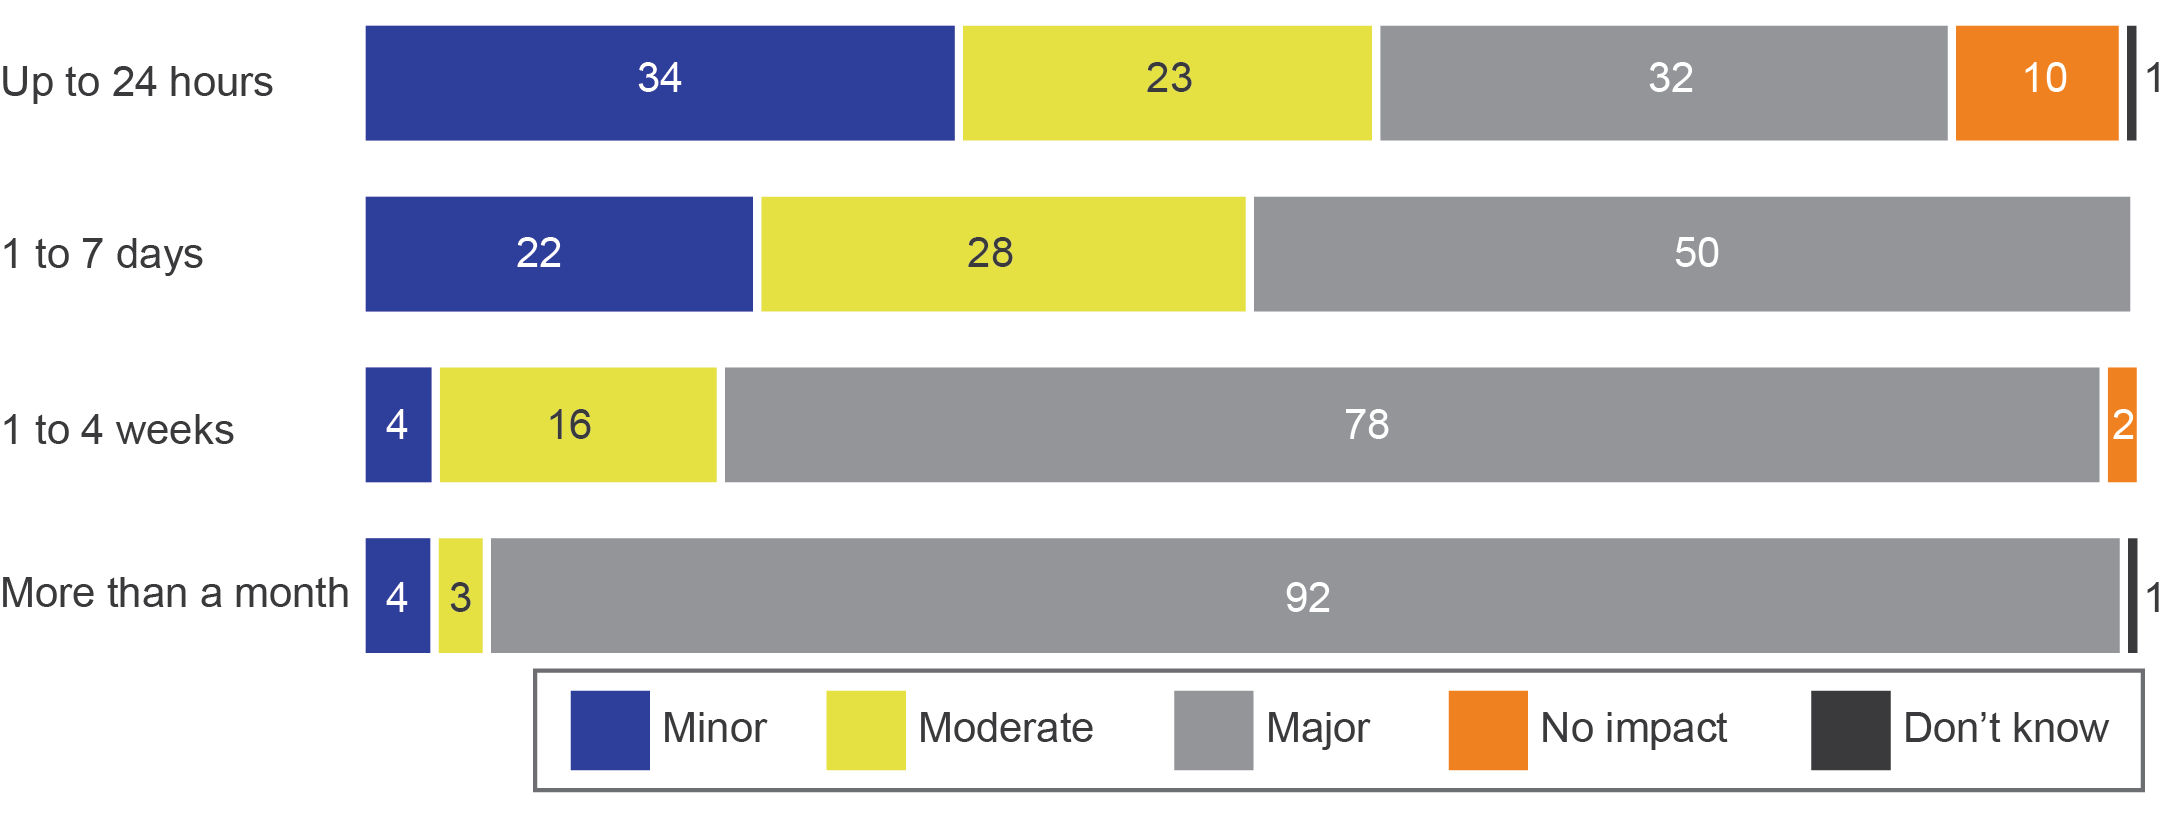 Up to 24 hours 34 23 32 10 1
1 to 7 days 22 28 50
1 to 4 weeks 4 16 78 2
More than a month 4 3 92 1
Minor Moderate Major No impact Don’t know